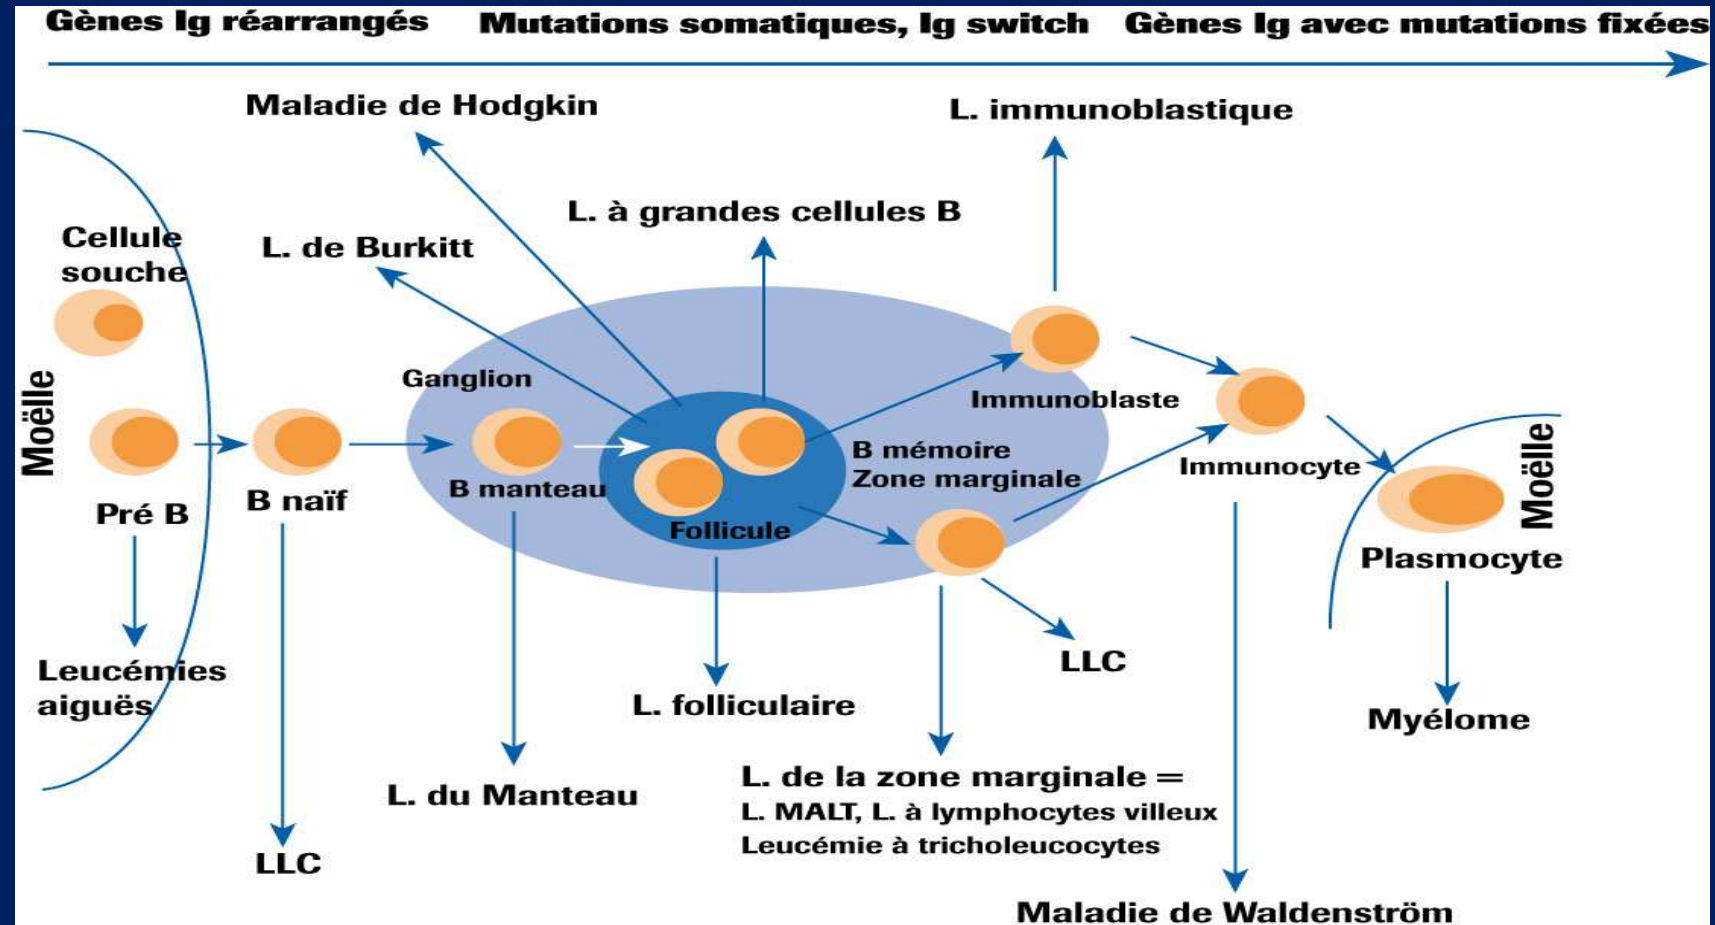 Gènes Ig réarrangés
Mutations somatiques, Ig switch
Gènes Ig avec mutations fixées
Maladie de Hodgkin
L. immunoblastique
L. à grandes cellules B
L. de Burkitt
Cellule
souche
Moëlle
Ganglion
Immunoblaste
B mémoire
Zone marginale
Immunocyte
Moëlle
Pré B
B naïf
B manteau
Follicule
Plasmocyte
Leucémies
aiguës
LLC
L. folliculaire
Myélome
L. du Manteau
L. de la zone marginale =
L. MALT, L. à lymphocytes villeux
Leucémie à tricholeucocytes
LLC
Maladie de Waldenström